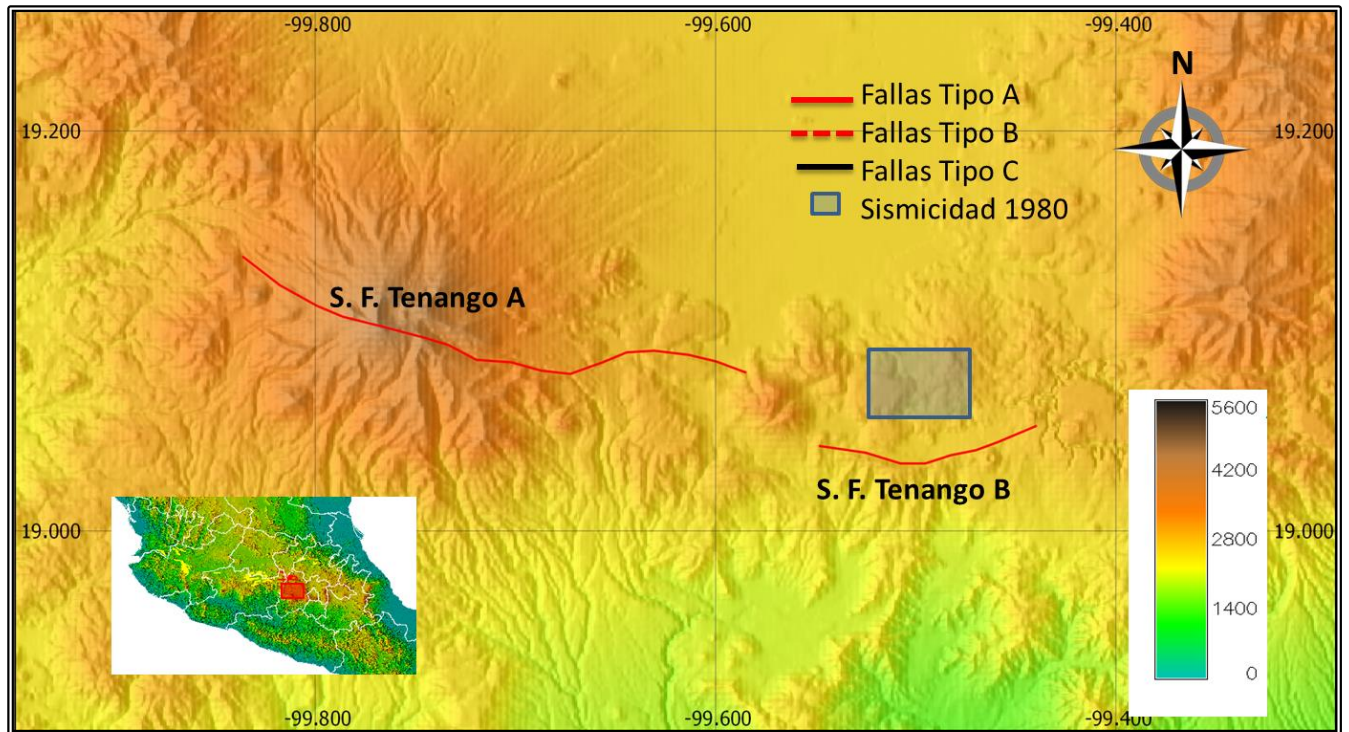 -99.800
-99.600
-99.400
N
Fallas Tipo A
19.200
Fallas Tipo B
19.200
Fallas Tipo C
Sismicidad 1980
S. F. Tenango A
5600
4200
S. F. Tenango B
19.000
2800
19.000
1400
0
-99.800
-99.600
-99.400